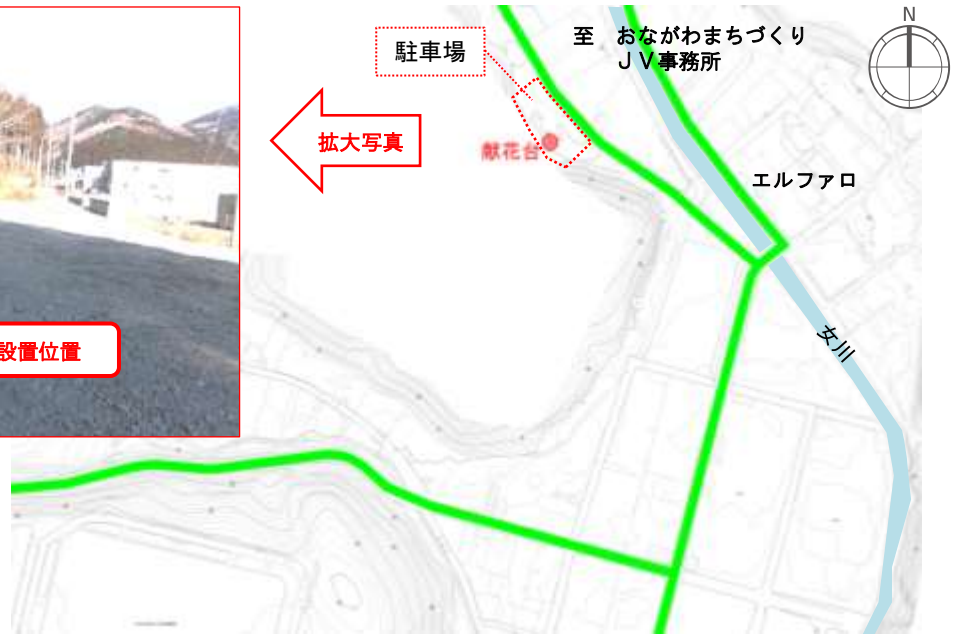 駐車場
至 おながわまちづくり
ＪＶ事務所
N
拡大写真
献花台
エルファロ
女川
設置位置